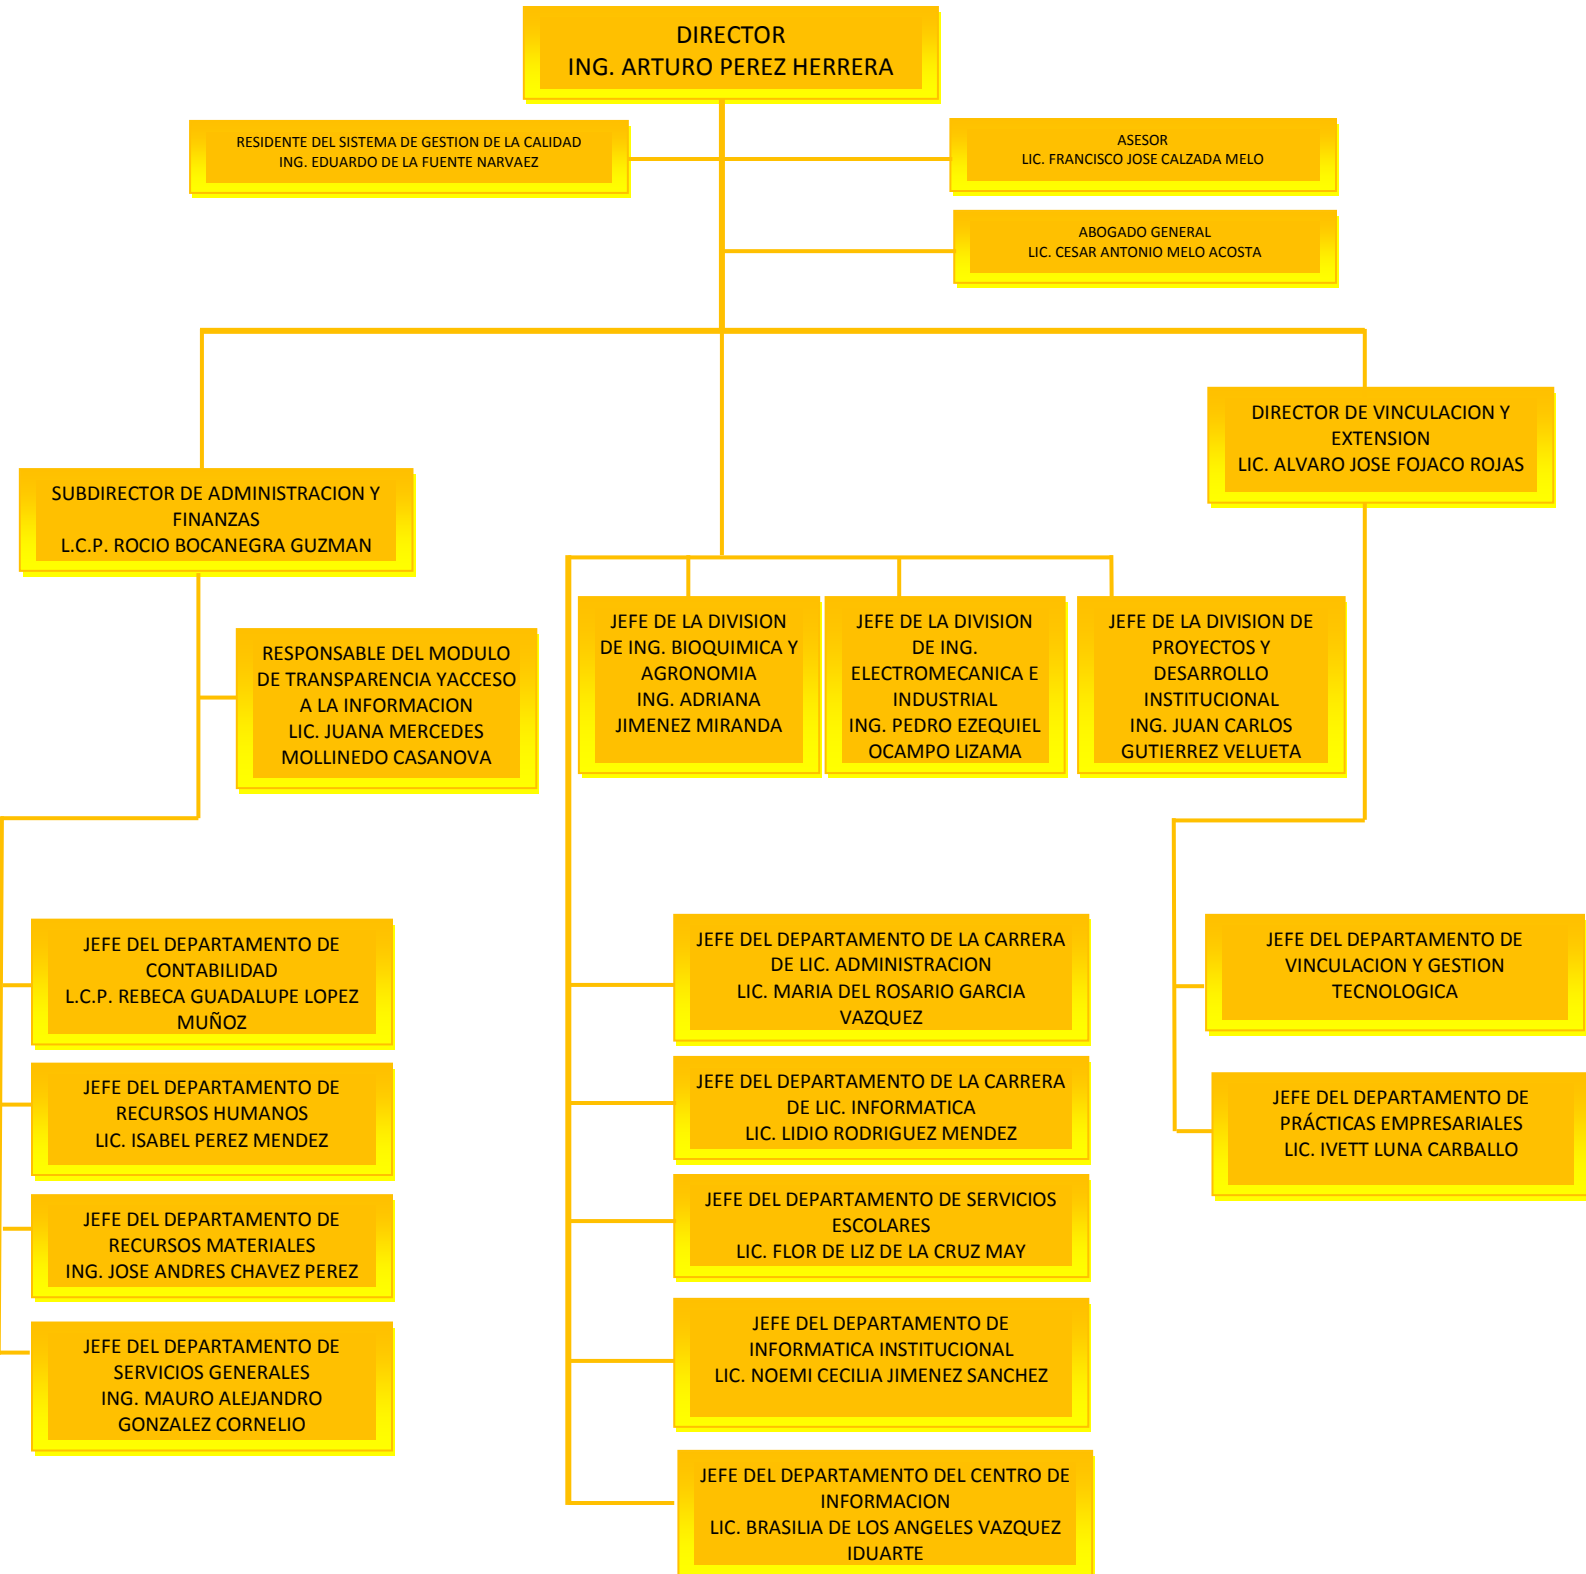 DIRECTOR
ING. ARTURO PEREZ HERRERA
RESIDENTE DEL SISTEMA DE GESTION DE LA CALIDAD
ING. EDUARDO DE LA FUENTE NARVAEZ
ASESOR
LIC. FRANCISCO JOSE CALZADA MELO
ABOGADO GENERAL
LIC. CESAR ANTONIO MELO ACOSTA
DIRECTOR DE VINCULACION Y
EXTENSION
LIC. ALVARO JOSE FOJACO ROJAS
SUBDIRECTOR DE ADMINISTRACION Y
FINANZAS
L.C.P. ROCIO BOCANEGRA GUZMAN
RESPONSABLE DEL MODULO
DE TRANSPARENCIA YACCESO
A LA INFORMACION
LIC. JUANA MERCEDES
MOLLINEDO CASANOVA
JEFE DE LA DIVISION
DE ING. BIOQUIMICA Y
AGRONOMIA
ING. ADRIANA
JIMENEZ MIRANDA
JEFE DE LA DIVISION
DE ING.
ELECTROMECANICA E
INDUSTRIAL
ING. PEDRO EZEQUIEL
OCAMPO LIZAMA
JEFE DE LA DIVISION DE
PROYECTOS Y
DESARROLLO
INSTITUCIONAL
ING. JUAN CARLOS
GUTIERREZ VELUETA
JEFE DEL DEPARTAMENTO DE
CONTABILIDAD
L.C.P. REBECA GUADALUPE LOPEZ
MUÑOZ
JEFE DEL DEPARTAMENTO DE
RECURSOS HUMANOS
LIC. ISABEL PEREZ MENDEZ
JEFE DEL DEPARTAMENTO DE
RECURSOS MATERIALES
ING. JOSE ANDRES CHAVEZ PEREZ
JEFE DEL DEPARTAMENTO DE
SERVICIOS GENERALES
ING. MAURO ALEJANDRO
GONZALEZ CORNELIO
JEFE DEL DEPARTAMENTO DE LA CARRERA
DE LIC. ADMINISTRACION
LIC. MARIA DEL ROSARIO GARCIA
VAZQUEZ
JEFE DEL DEPARTAMENTO DE LA CARRERA
DE LIC. INFORMATICA
LIC. LIDIO RODRIGUEZ MENDEZ
JEFE DEL DEPARTAMENTO DE SERVICIOS
ESCOLARES
LIC. FLOR DE LIZ DE LA CRUZ MAY
JEFE DEL DEPARTAMENTO DE
INFORMATICA INSTITUCIONAL
LIC. NOEMI CECILIA JIMENEZ SANCHEZ
JEFE DEL DEPARTAMENTO DEL CENTRO DE
INFORMACION
LIC. BRASILIA DE LOS ANGELES VAZQUEZ
IDUARTE
JEFE DEL DEPARTAMENTO DE
VINCULACION Y GESTION
TECNOLOGICA
JEFE DEL DEPARTAMENTO DE
PRÁCTICAS EMPRESARIALES
LIC. IVETT LUNA CARBALLO